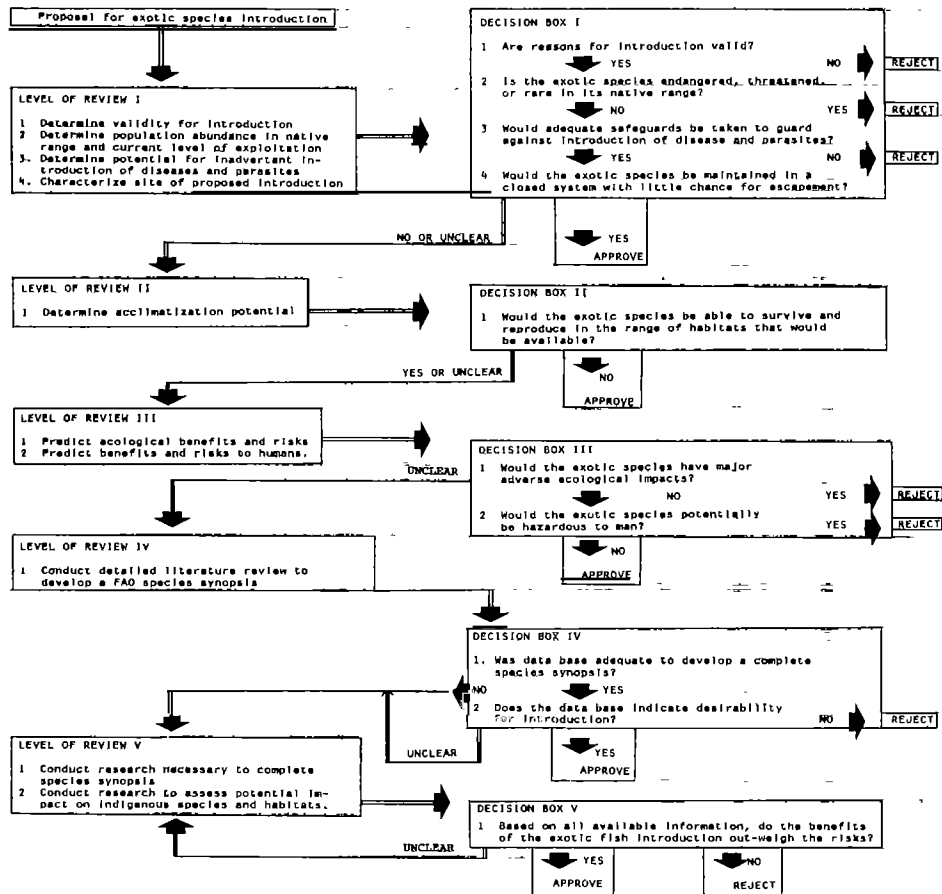 Proposal for exotic species introduction
LEVEL OF REVIEW I
1 Determine validity for introduction
2 Determine population abundance in native
range and current level of exploitation
3. Determine potential for inadvertant in-
troduction of diseases and parasites
4. Characterize site of proposed introduction
DECISION BOX I
1 Are reasons for introduction valid?
YES NO REJECT
2 Is the exotic species endangered, threatened,
or rare in its native range?
NO YES REJECT
3 Would adequate safeguards be taken to guard
against introduction of disease and parasites?
YES NO REJECT
4 Would the exotic species be maintained in a
closed system with little chance for escapement?
NO OR UNCLEAR
YES
APPROVE
LEVEL OF REVIEW II
1 Determine acclimatization potential
DECISION BOX II
1 Would the exotic species be able to survive and
reproduce in the range of habitats that would
be available?
YES OR UNCLEAR
NO
APPROVE
LEVEL OF REVIEW III
1 Predict ecological benefits and risks
2 Predict benefits and risks to humans.
DECISION BOX III
1 Would the exotic species have major
adverse ecological impacts?
UNCLEAR
NO YES REJECT
2 Would the exotic species potentially
be hazardous to man?
YES REJECT
NO
APPROVE
LEVEL OF REVIEW IV
1 Conduct detailed literature review to
develop a FAO species synopsis
DECISION BOX IV
1. Was data base adequate to develop a complete
species synopsis?
NO YES
2 Does the data base indicate desirability
for introduction?
NO REJECT
UNCLEAR
YES
APPROVE
LEVEL OF REVIEW V
1 Conduct research necessary to complete
species synopsis
2 Conduct research to assess potential im-
pact on indigenous species and habitats.
DECISION BOX V
1 Based on all available information, do the benefits
of the exotic fish introduction out-weigh the risks?
UNCLEAR
YES
APPROVE
NO
REJECT